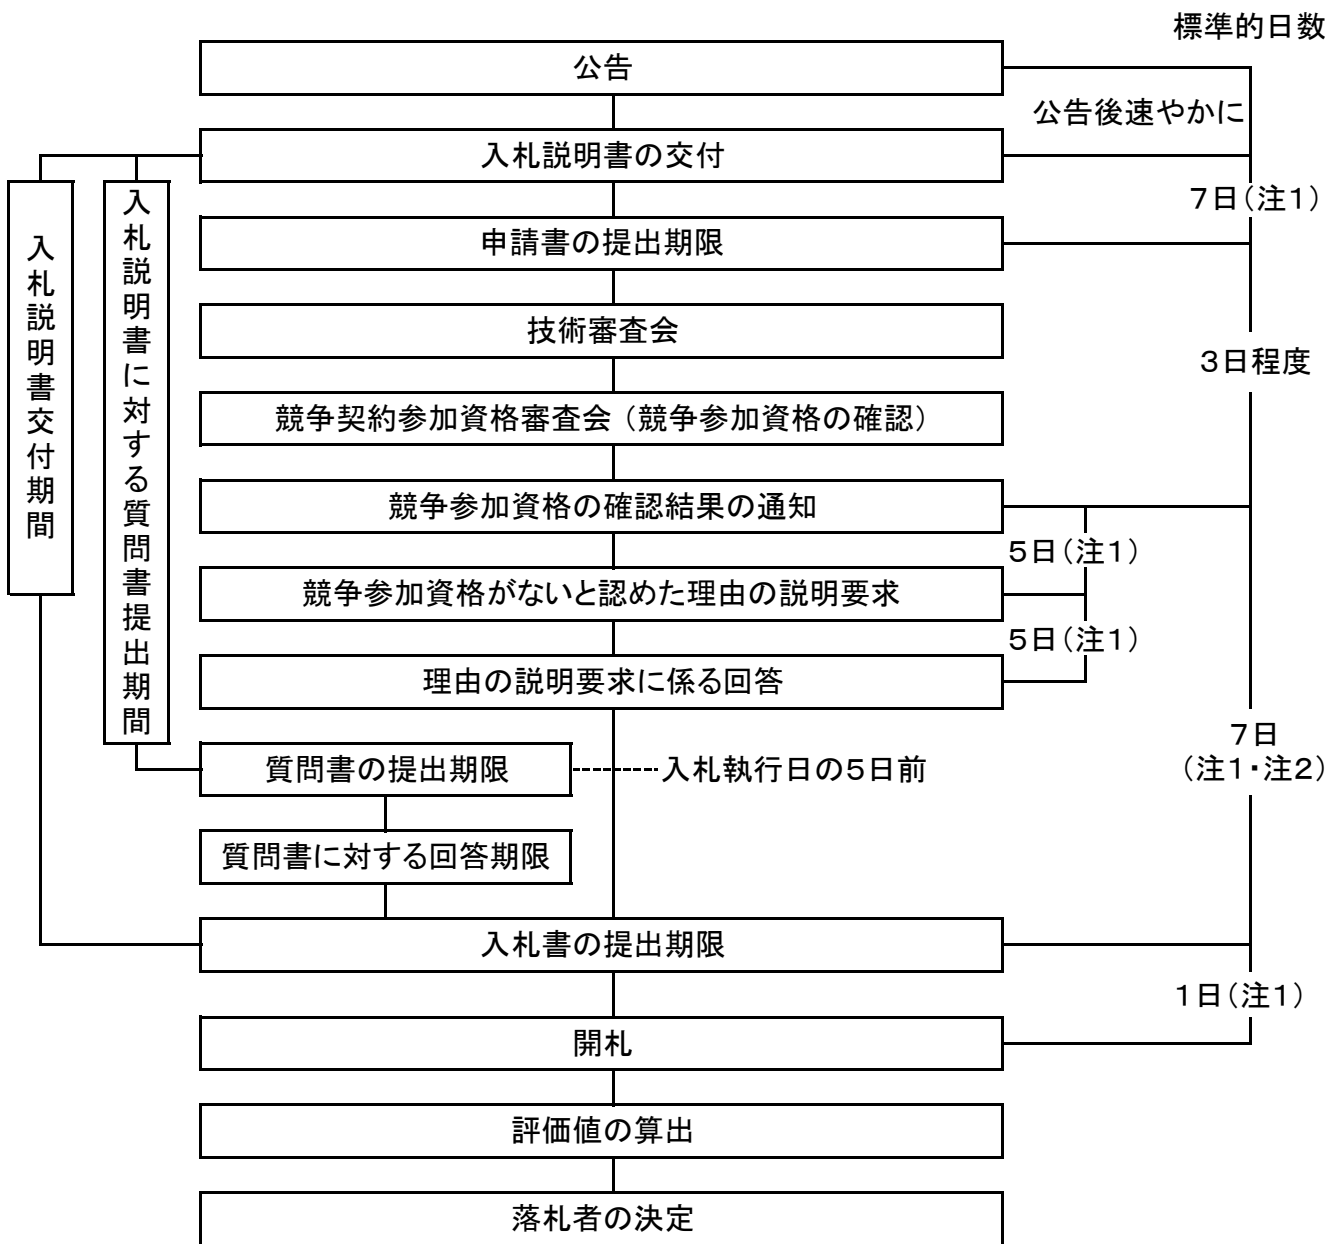 標準的日数
公告
公告後速やかに
入札説明書の交付
7日（注1）
申請書の提出期限
技術審査会
3日程度
競争契約参加資格審査会（競争参加資格の確認）
競争参加資格の確認結果の通知
5日（注1）
競争参加資格がないと認めた理由の説明要求
5日（注1）
理由の説明要求に係る回答
入札説明書交付期間
入札説明書に対する質問書提出期間
7日
（注1・注2）
質問書の提出期限
入札執行日の5日前
質問書に対する回答期限
入札書の提出期限
1日（注1）
開札
評価値の算出
落札者の決定